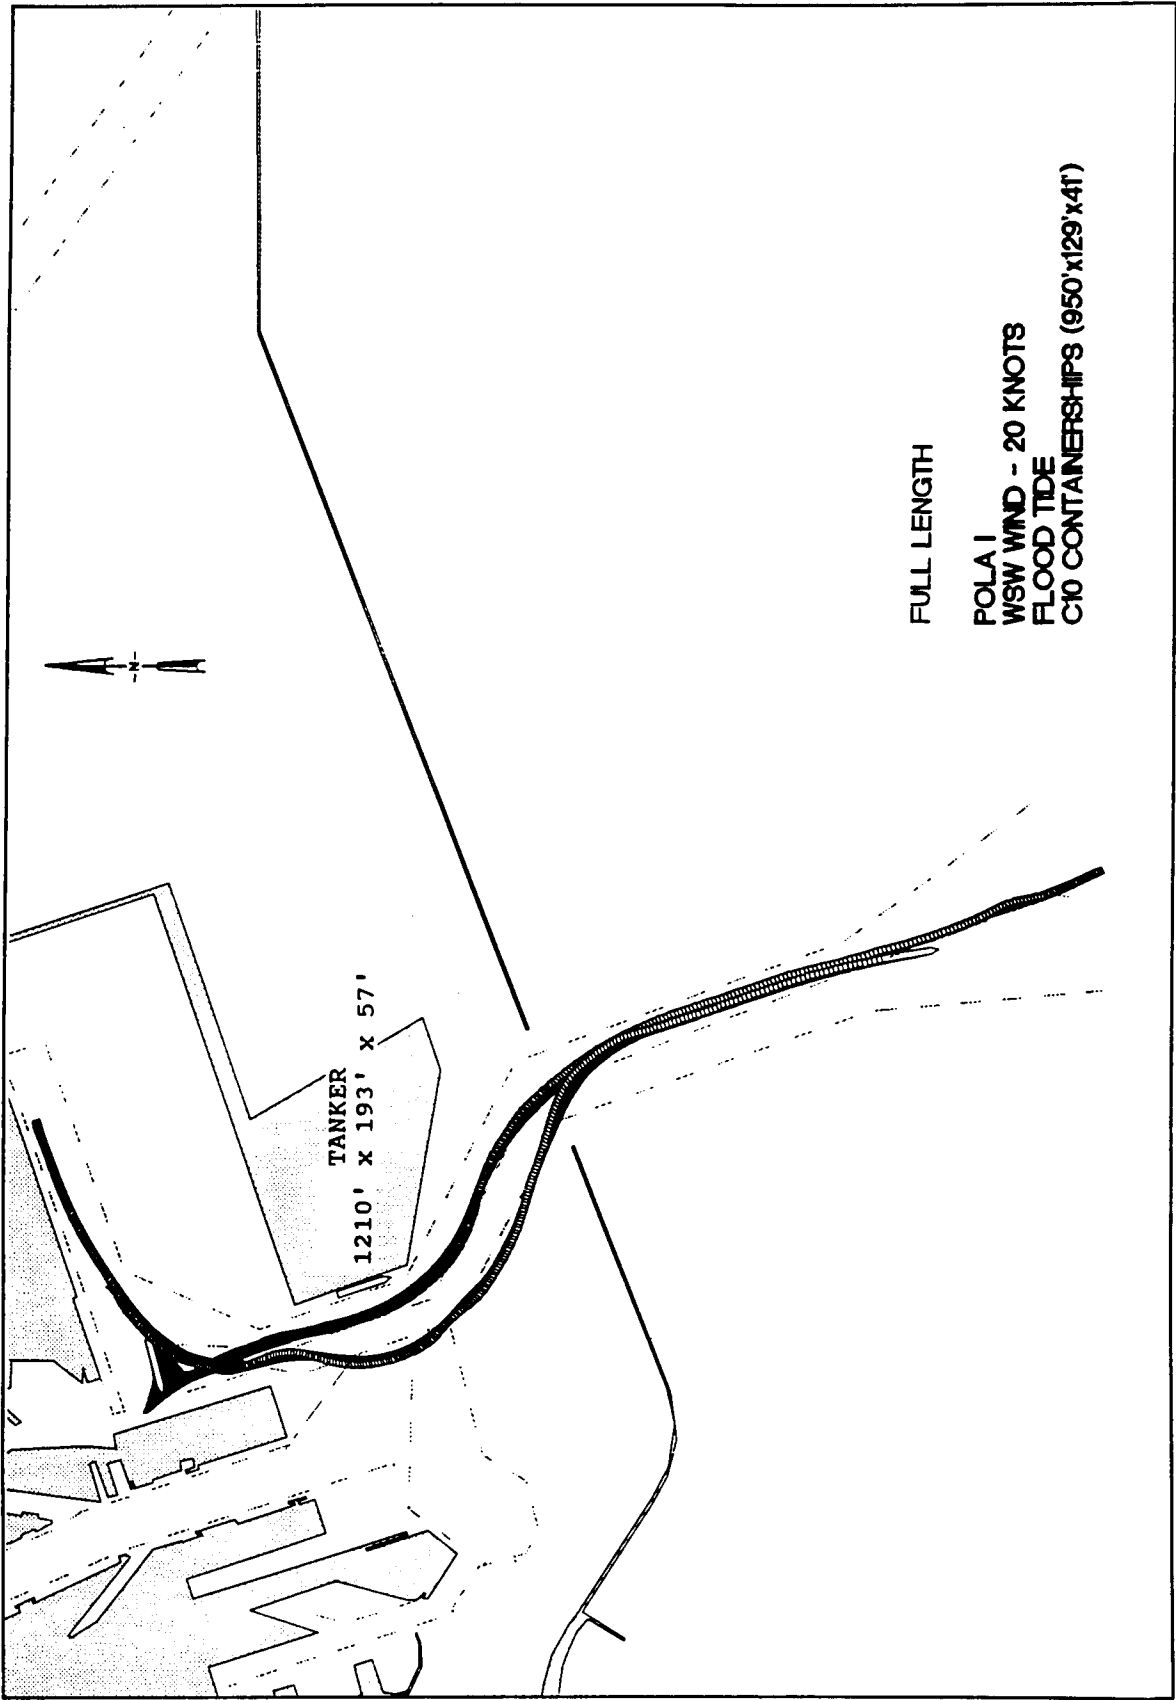 N
TANKER
1210' x 193' x 57'
FULL LENGTH
POLA I
WSW WIND - 20 KNOTS
FLOOD TIDE
C10 CONTAINERSHIPS (950'x129'x41')